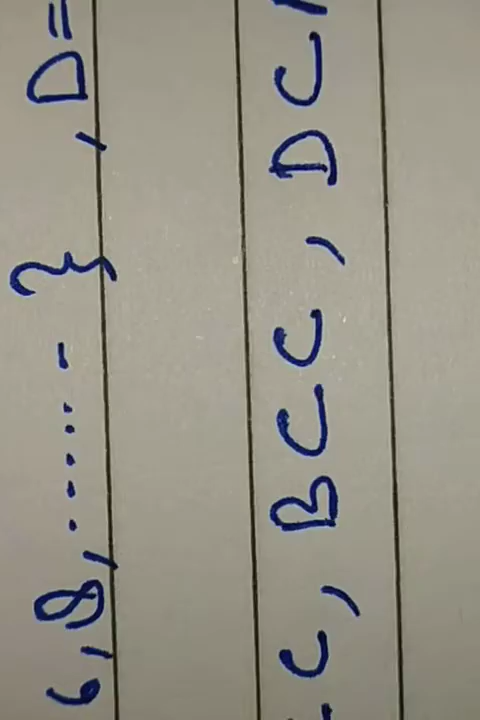 6, 8, ......- } , D =
C, B ⊂ C, D ⊂